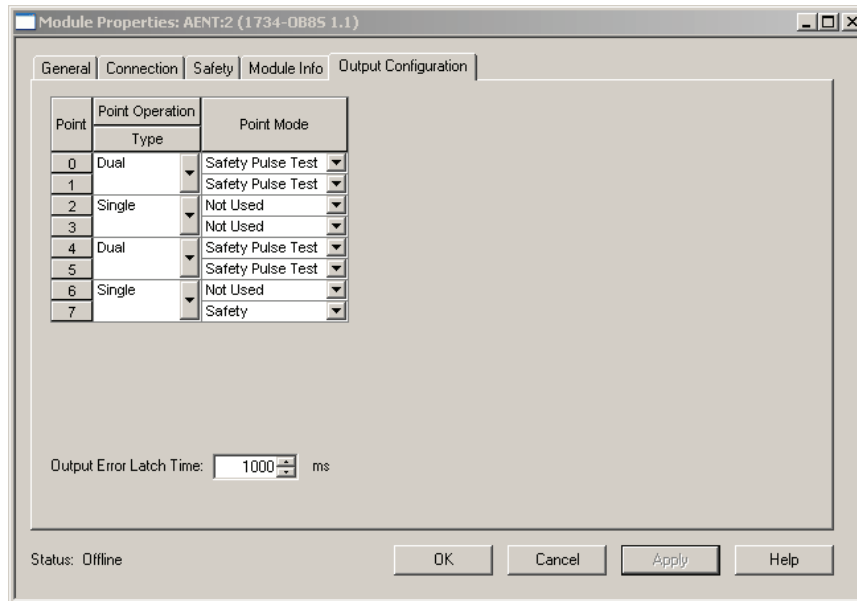 Module Properties: AENT:2 (1734-OB8S 1.1)
General Connection Safety Module Info Output Configuration
Point Point Operation Point Mode
Type
0 Dual Safety Pulse Test
1 Safety Pulse Test
2 Single Not Used
3 Not Used
4 Dual Safety Pulse Test
5 Safety Pulse Test
6 Single Not Used
7 Safety
Output Error Latch Time: 1000 ms
Status: Offline OK Cancel Apply Help